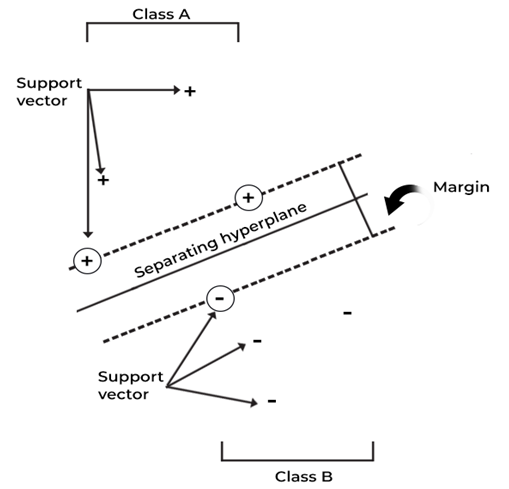 Class A
Support
vector
+
+
+
+
Margin
Separating hyperplane
-
-
-
Support
vector
-
Class B